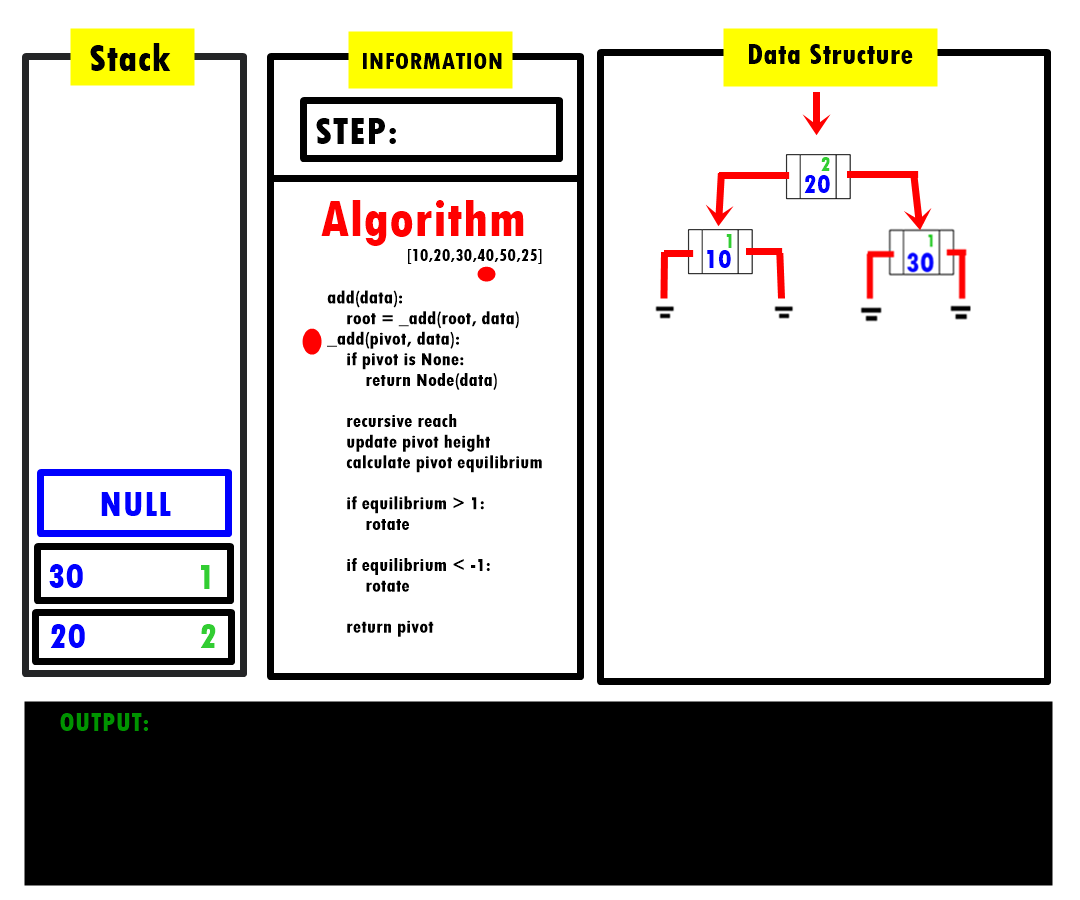 Stack
NULL
30 1
20 2
INFORMATION
STEP:
Algorithm
[10,20,30,40,50,25]
add(data):
root = _add(root, data)
_add(pivot, data):
if pivot is None:
return Node(data)
recursive reach
update pivot height
calculate pivot equilibrium
if equilibrium > 1:
rotate
if equilibrium < -1:
rotate
return pivot
Data Structure
2
20
1
10
1
30
OUTPUT: